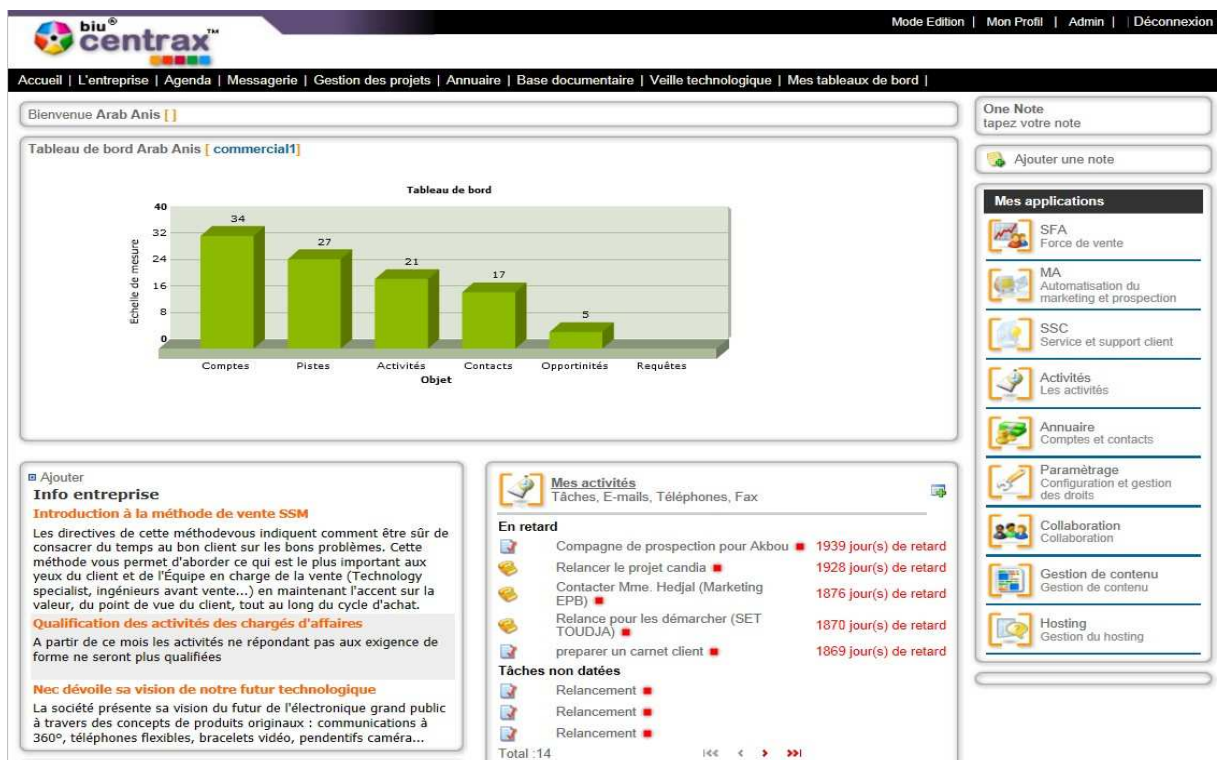 biu®
centrax™
Mode Edition | Mon Profil | Admin | | Déconnexion
Accueil | L'entreprise | Agenda | Messagerie | Gestion des projets | Annuaire | Base documentaire | Veille technologique | Mes tableaux de bord |
Bienvenue Arab Anis [ ]
Tableau de bord Arab Anis [ commercial1]
Tableau de bord
Echelle de mesure
40
32
24
16
8
0
34
27
21
17
5
Comptes Pistes Activités Contacts Opportinités Requêtes
Objet
Ajouter
Info entreprise
Introduction à la méthode de vente SSM
Les directives de cette méthodevous indiquent comment être sûr de
consacrer du temps au bon client sur les bons problèmes. Cette
méthode vous permet d'aborder ce qui est le plus important aux
yeux du client et de l'Équipe en charge de la vente (Technology
specialist, ingénieurs avant vente...) en maintenant l'accent sur la
valeur, du point de vue du client, tout au long du cycle d'achat.
Qualification des activités des chargés d'affaires
A partir de ce mois les activités ne répondant pas aux exigence de
forme ne seront plus qualifiées
Nec dévoile sa vision de notre futur technologique
La société présente sa vision du futur de l'électronique grand public
à travers des concepts de produits originaux : communications à
360°, téléphones flexibles, bracelets vidéo, pendentifs caméra...
Mes activités
Tâches, E-mails, Téléphones, Fax
En retard
Compagne de prospection pour Akbou 1939 jour(s) de retard
Relancer le projet candia 1928 jour(s) de retard
Contacter Mme. Hedjal (Marketing
EPB) 1876 jour(s) de retard
Relance pour les démarcher (SET
TOUDJA) 1870 jour(s) de retard
preparer un carnet client 1869 jour(s) de retard
Tâches non datées
Relancement
Relancement
Relancement
Total :14
One Note
tapez votre note
Ajouter une note
Mes applications
SFA
Force de vente
MA
Automatisation du
marketing et prospection
SSC
Service et support client
Activités
Les activités
Annuaire
Comptes et contacts
Paramètrage
Configuration et gestion
des droits
Collaboration
Collaboration
Gestion de contenu
Gestion de contenu
Hosting
Gestion du hosting